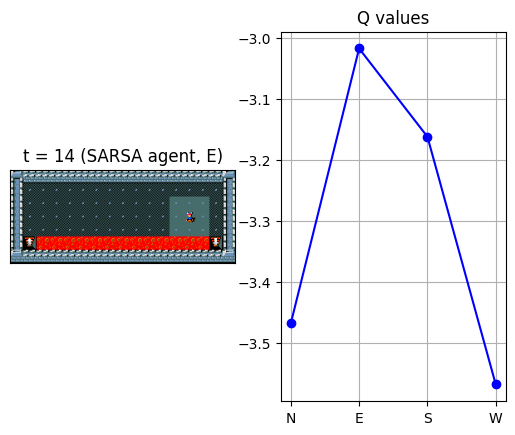 Q values
t = 14 (SARSA agent, E)
−3.0
−3.1
−3.2
−3.3
−3.4
−3.5
N E S W